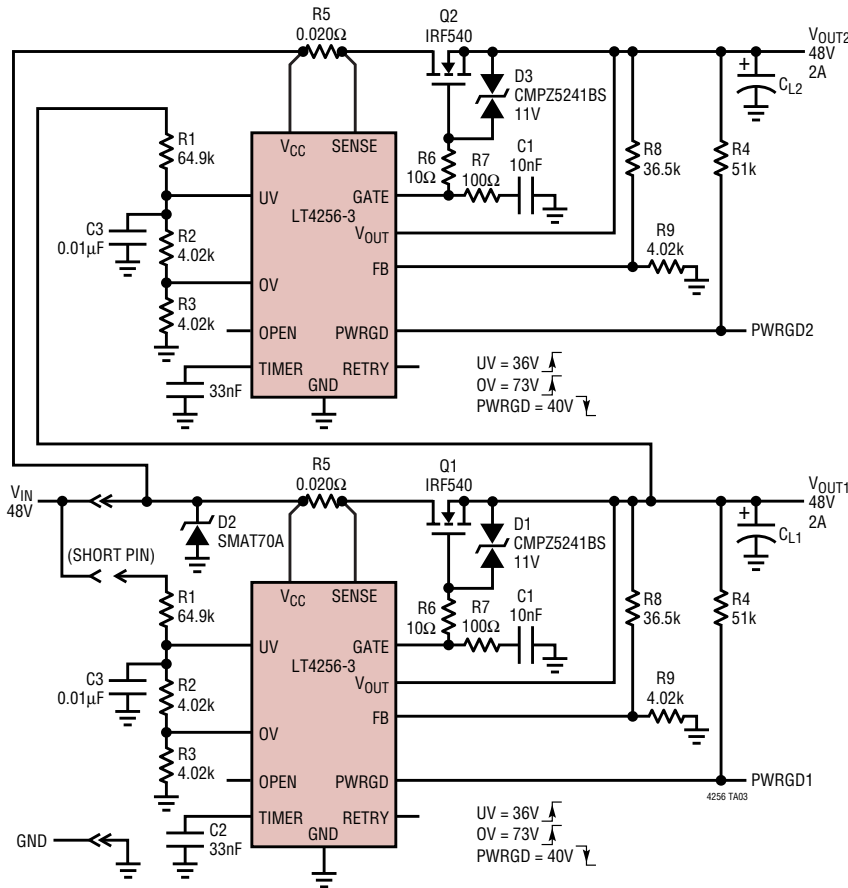 R5
0.020Ω
Q2
IRF540
VOUT2
48V
2A
D3
CMPZ5241BS
11V
CL2
+
R1
64.9k
VCC
SENSE
R6
10Ω
R7
100Ω
C1
10nF
R8
36.5k
R4
51k
UV
GATE
LT4256-3
VOUT
C3
0.01µF
R2
4.02k
FB
R9
4.02k
OV
R3
4.02k
OPEN
PWRGD
PWRGD2
TIMER
RETRY
33nF
GND
UV = 36V
OV = 73V
PWRGD = 40V
R5
0.020Ω
Q1
IRF540
VIN
48V
VOUT1
48V
2A
D2
SMAT70A
D1
CMPZ5241BS
11V
CL1
+
(SHORT PIN)
R1
64.9k
VCC
SENSE
R6
10Ω
R7
100Ω
C1
10nF
R8
36.5k
R4
51k
UV
GATE
LT4256-3
VOUT
C3
0.01µF
R2
4.02k
FB
R9
4.02k
OV
R3
4.02k
OPEN
PWRGD
PWRGD1
4256 TA03
TIMER
RETRY
C2
33nF
GND
GND
UV = 36V
OV = 73V
PWRGD = 40V